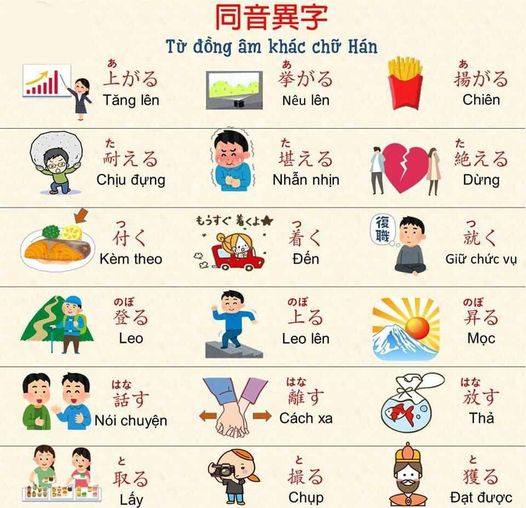 同音異字
Từ đồng âm khác chữ Hán
あ
上がる
Tăng lên
あ
挙がる
Nêu lên
あ
揚がる
Chiên
た
耐える
Chịu đựng
た
堪える
Nhẫn nhịn
た
絶える
Dừng
つ
付く
Kèm theo
もうすぐ着くよ★
つ
着く
Đến
復職
つ
就く
Giữ chức vụ
のぼ
登る
Leo
のぼ
上る
Leo lên
のぼ
昇る
Mọc
はな
話す
Nói chuyện
はな
離す
Cách xa
はな
放す
Thả
と
取る
Lấy
と
撮る
Chụp
と
獲る
Đạt được